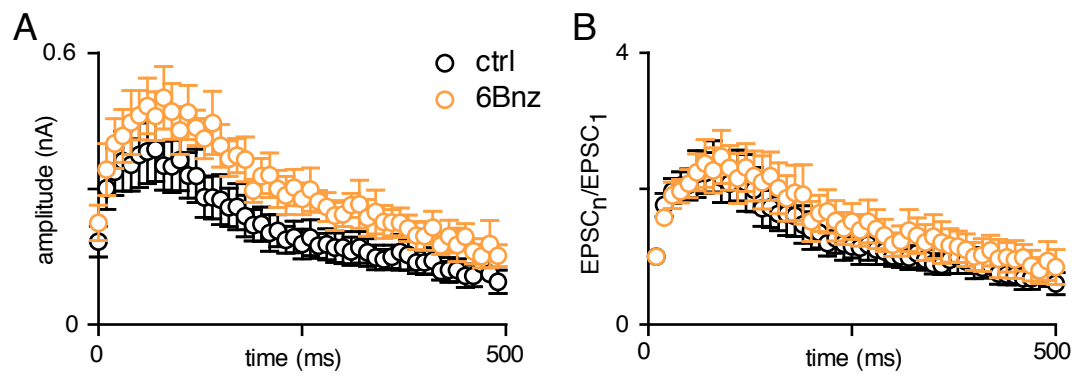 A
0.6
amplitude (nA)
0
0
time (ms)
500
ctrl
6Bnz
B
4
EPSCn/EPSC1
0
0
time (ms)
500